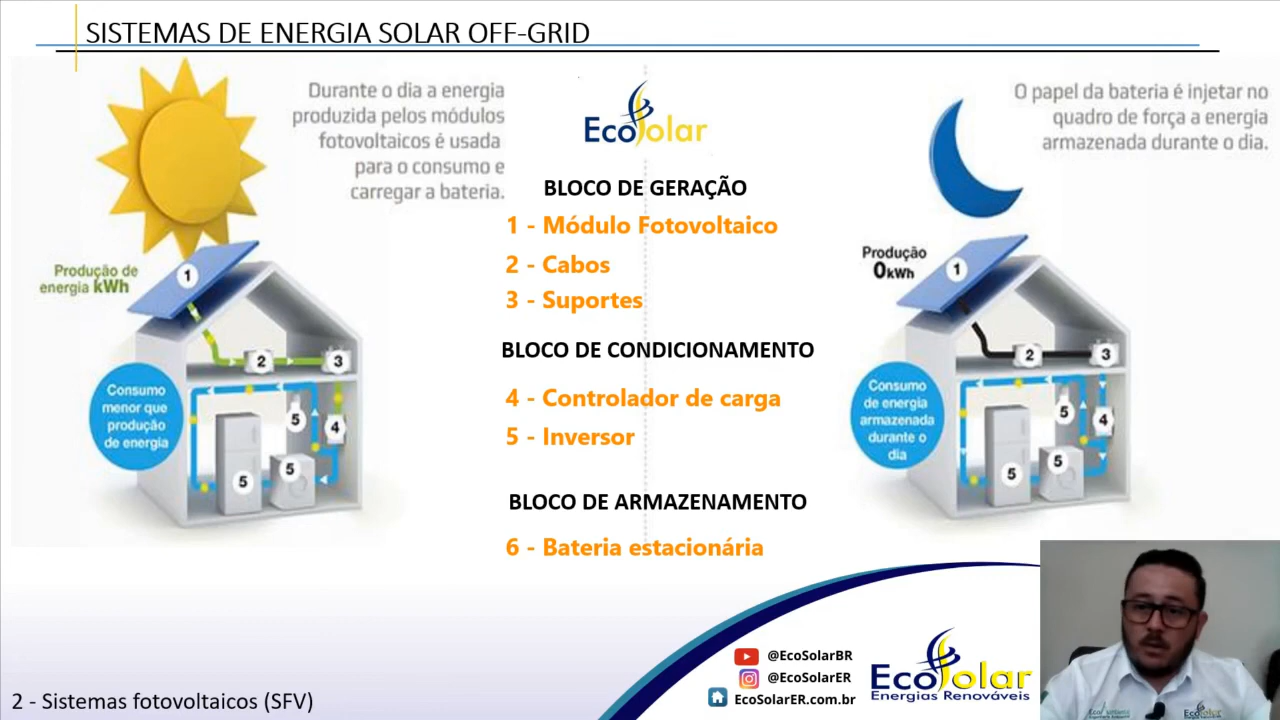 SISTEMAS DE ENERGIA SOLAR OFF-GRID
Durante o dia a energia
produzida pelos módulos
fotovoltaicos é usada
para o consumo e
carregar a bateria.
Produção de
energia kWh
1
2
3
4
5
5
5
Consumo
menor que
produção
de energia
EcoSolar
BLOCO DE GERAÇÃO
1 - Módulo Fotovoltaico
2 - Cabos
3 - Suportes
BLOCO DE CONDICIONAMENTO
4 - Controlador de carga
5 - Inversor
BLOCO DE ARMAZENAMENTO
6 - Bateria estacionária
O papel da bateria é injetar no
quadro de força a energia
armazenada durante o dia.
Produção
0kWh
1
2
3
4
5
5
5
Consumo
de energia
armazenada
durante o
dia
@EcoSolarBR
@EcoSolarER
EcoSolarER.com.br
EcoSolar
Energias Renováveis
2 - Sistemas fotovoltaicos (SFV)